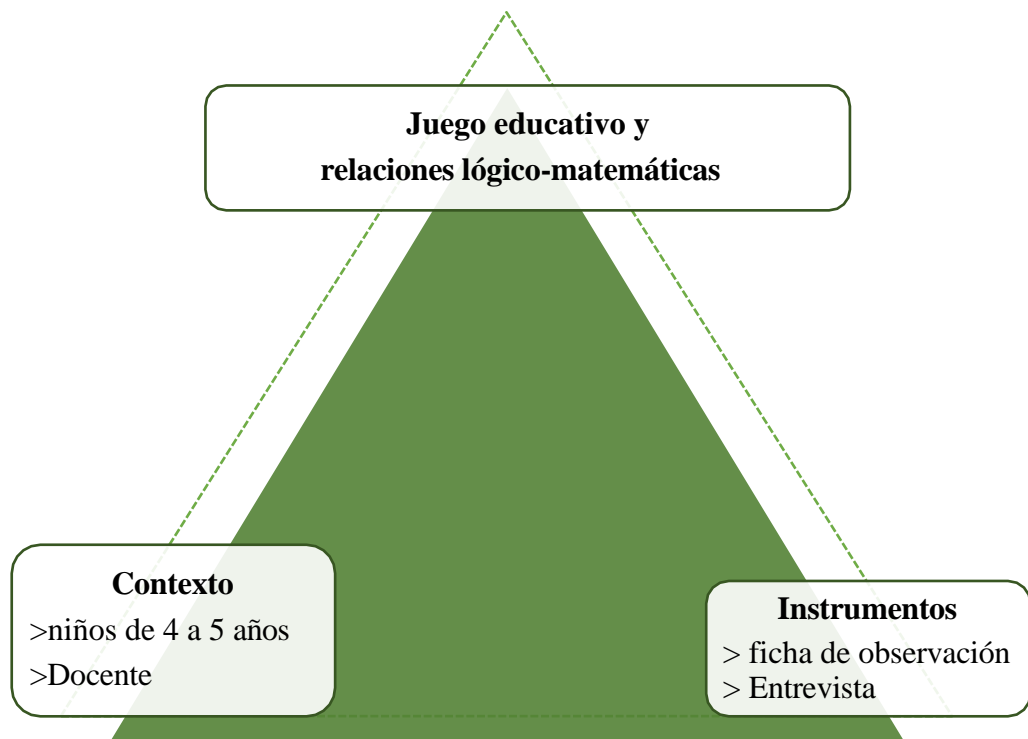 Juego educativo y
relaciones lógico-matemáticas
Contexto
>niños de 4 a 5 años
>Docente
Instrumentos
> ficha de observación
> Entrevista